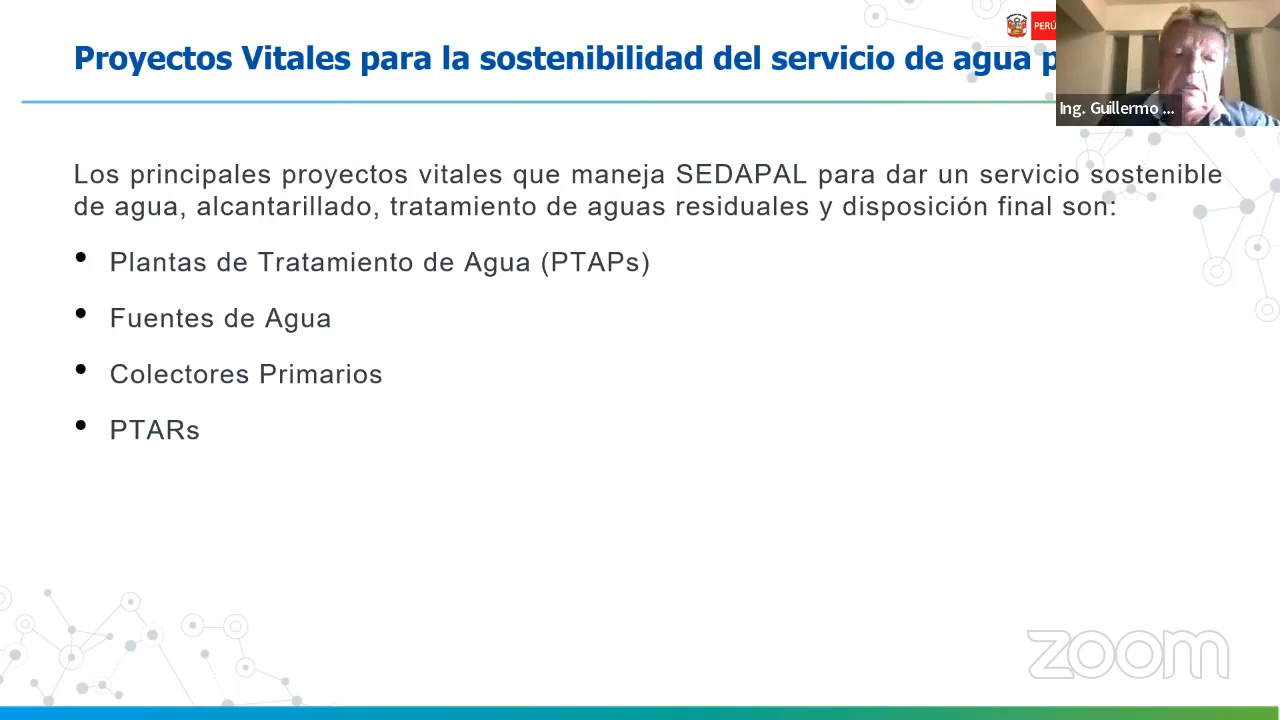 PERÚ
Proyectos Vitales para la sostenibilidad del servicio de agua
Ing. Guillermo ...
Los principales proyectos vitales que maneja SEDAPAL para dar un servicio sostenible
de agua, alcantarillado, tratamiento de aguas residuales y disposición final son:
• Plantas de Tratamiento de Agua (PTAPs)
• Fuentes de Agua
• Colectores Primarios
• PTARs
zoom